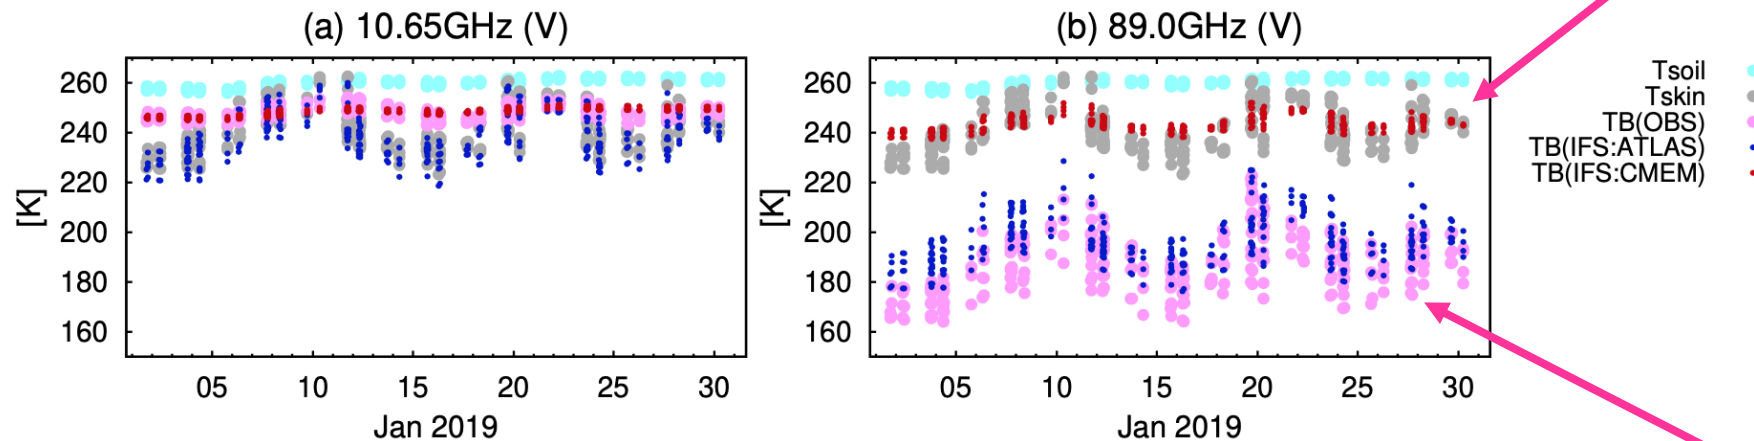 (a) 10.65GHz (V)
260
240
220
200
180
160
[K]
05 10 15 20 25 30
Jan 2019
(b) 89.0GHz (V)
260
240
220
200
180
160
[K]
05 10 15 20 25 30
Jan 2019
Tsoil
Tskin
TB(OBS)
TB(IFS:ATLAS)
TB(IFS:CMEM)